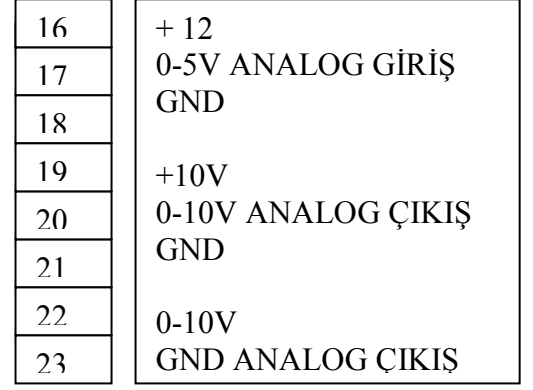 16
17
18
19
20
21
22
23
+ 12
0-5V ANALOG GİRİŞ
GND
+10V
0-10V ANALOG ÇIKIŞ
GND
0-10V
GND ANALOG ÇIKIŞ